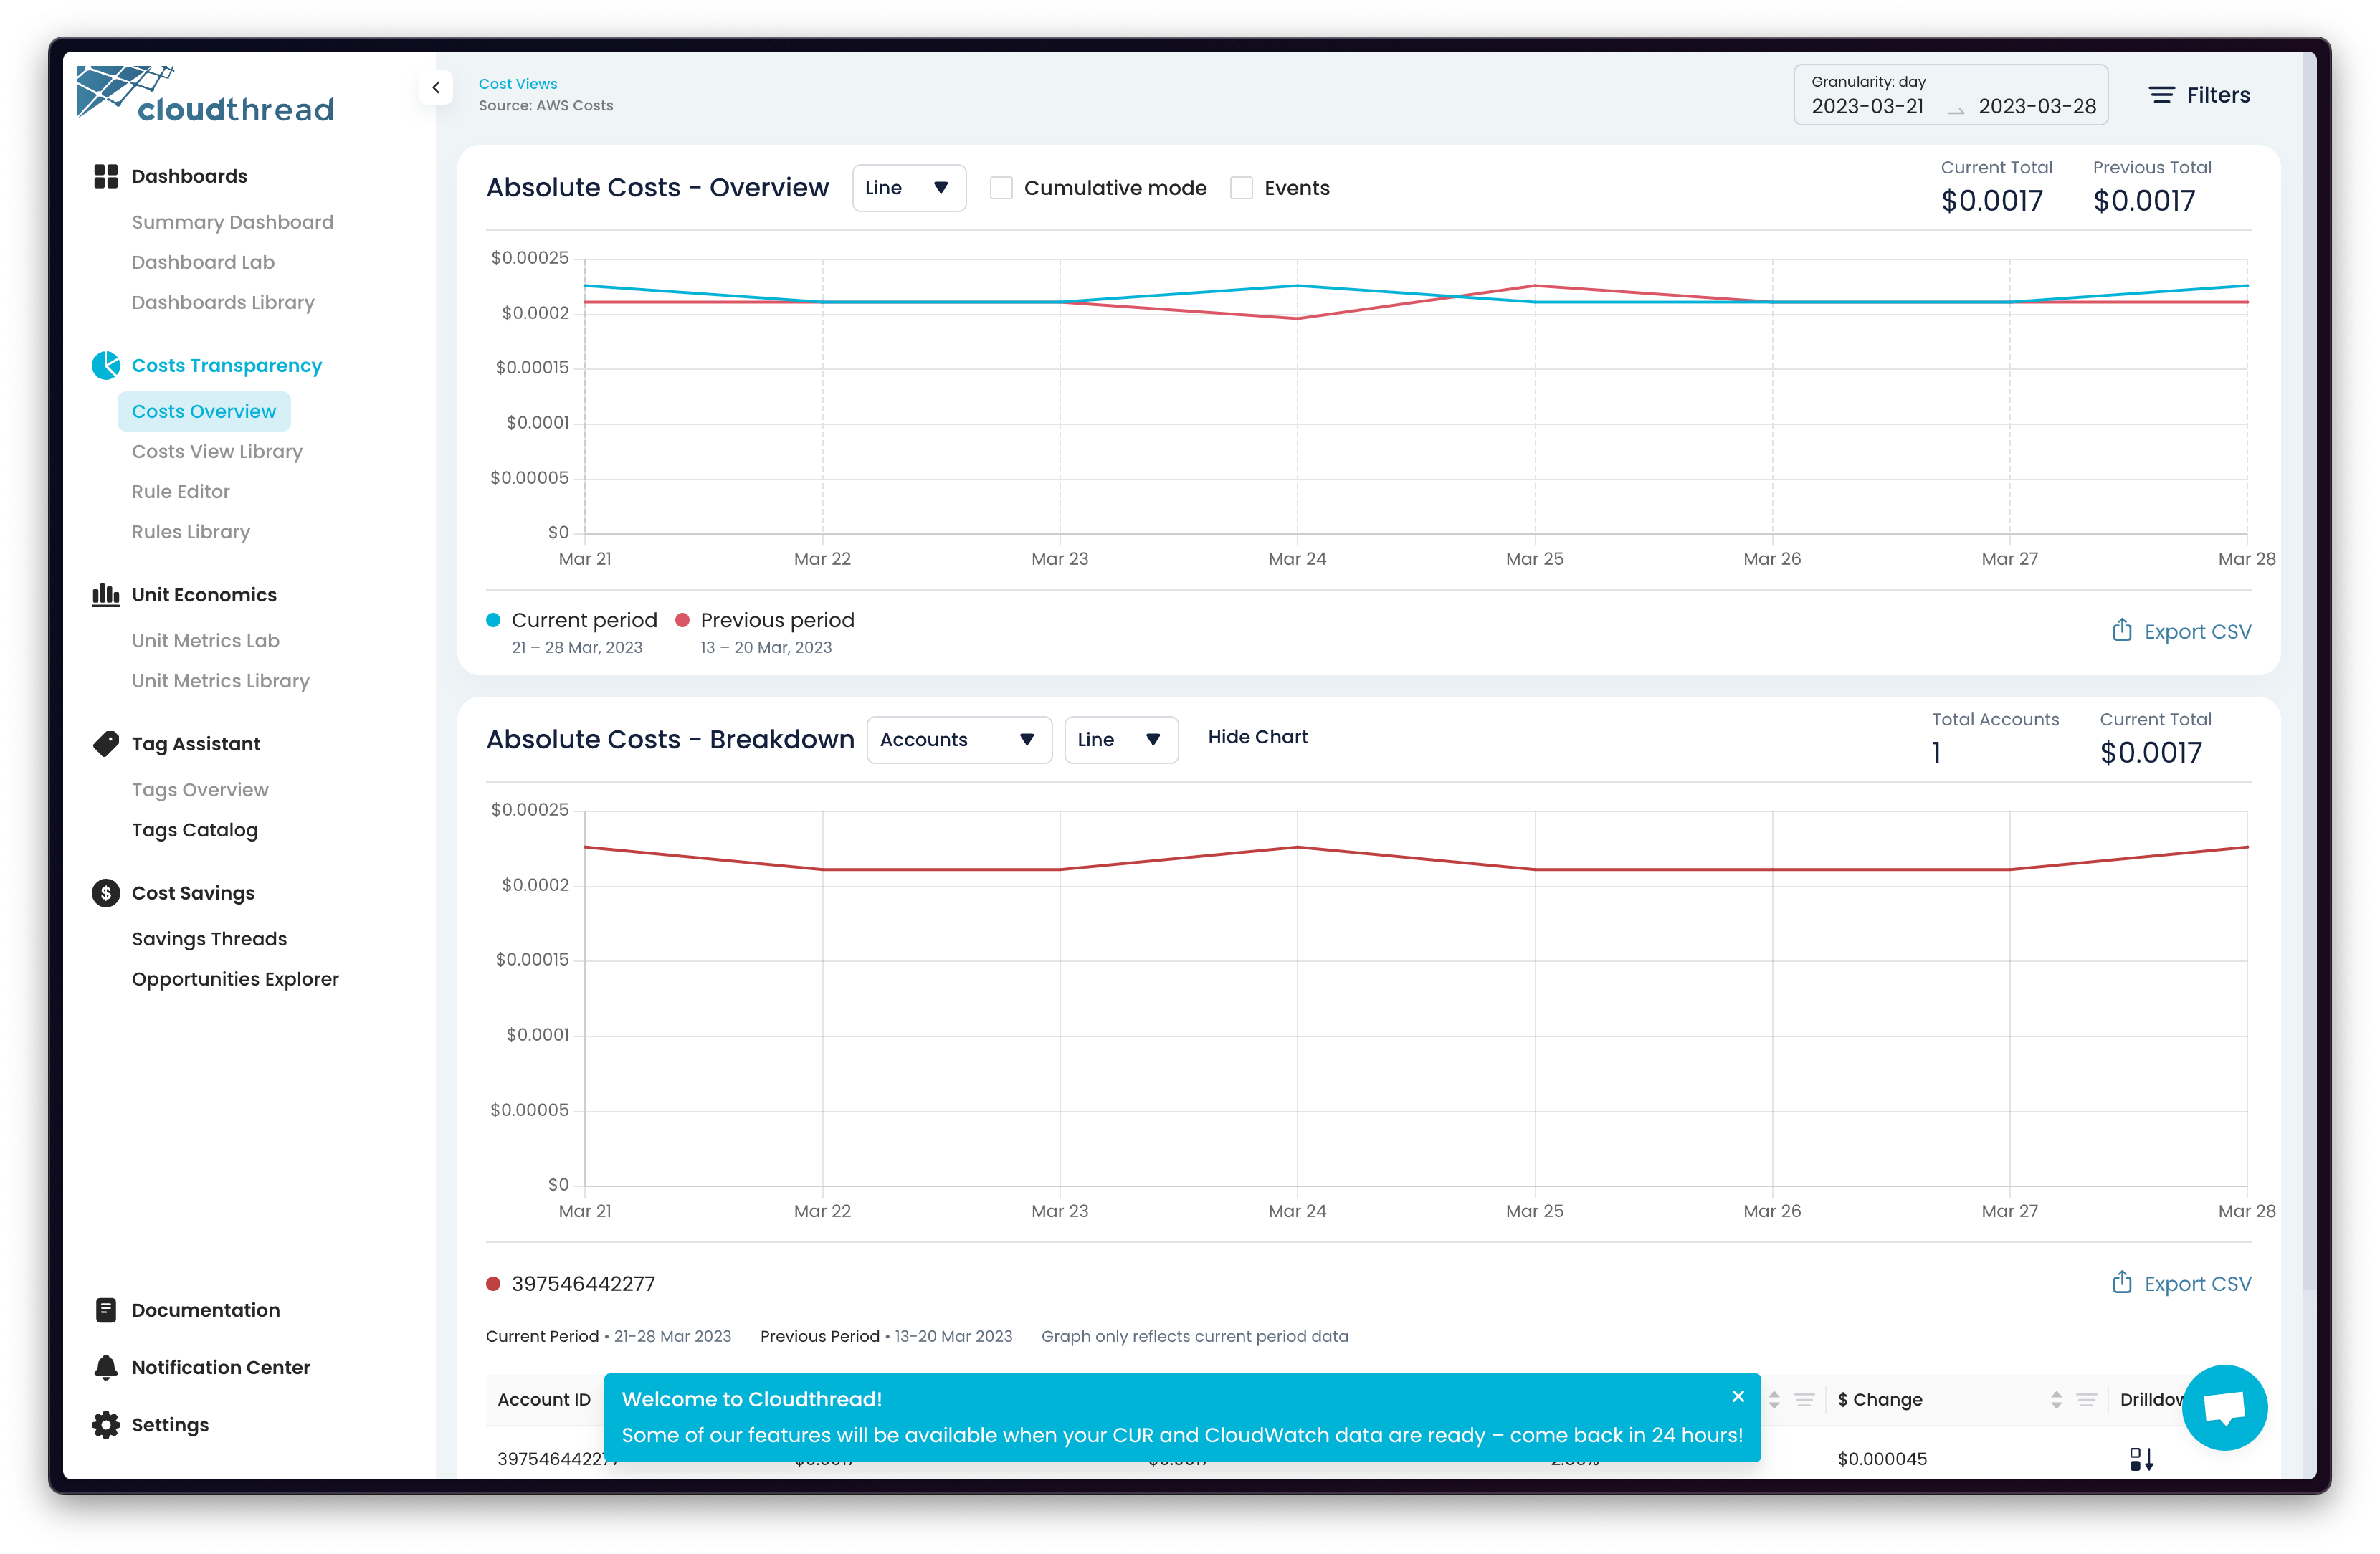 cloudthread
Dashboards
Summary Dashboard
Dashboard Lab
Dashboards Library
Costs Transparency
Costs Overview
Costs View Library
Rule Editor
Rules Library
Unit Economics
Unit Metrics Lab
Unit Metrics Library
Tag Assistant
Tags Overview
Tags Catalog
Cost Savings
Savings Threads
Opportunities Explorer
Documentation
Notification Center
Settings
Cost Views
Source: AWS Costs
Granularity: day
2023-03-21 → 2023-03-28
Filters
Absolute Costs - Overview Line Cumulative mode Events
Current Total Previous Total
$0.0017 $0.0017
$0.00025
$0.0002
$0.00015
$0.0001
$0.00005
$0
Mar 21 Mar 22 Mar 23 Mar 24 Mar 25 Mar 26 Mar 27 Mar 28
Current period Previous period
21 – 28 Mar, 2023 13 – 20 Mar, 2023
Export CSV
Absolute Costs - Breakdown Accounts Line Hide Chart
Total Accounts Current Total
1 $0.0017
$0.00025
$0.0002
$0.00015
$0.0001
$0.00005
$0
Mar 21 Mar 22 Mar 23 Mar 24 Mar 25 Mar 26 Mar 27 Mar 28
397546442277
Export CSV
Current Period • 21-28 Mar 2023 Previous Period • 13-20 Mar 2023 Graph only reflects current period data
Account ID $ Change
Welcome to Cloudthread!
Some of our features will be available when your CUR and CloudWatch data are ready – come back in 24 hours!
$0.000045